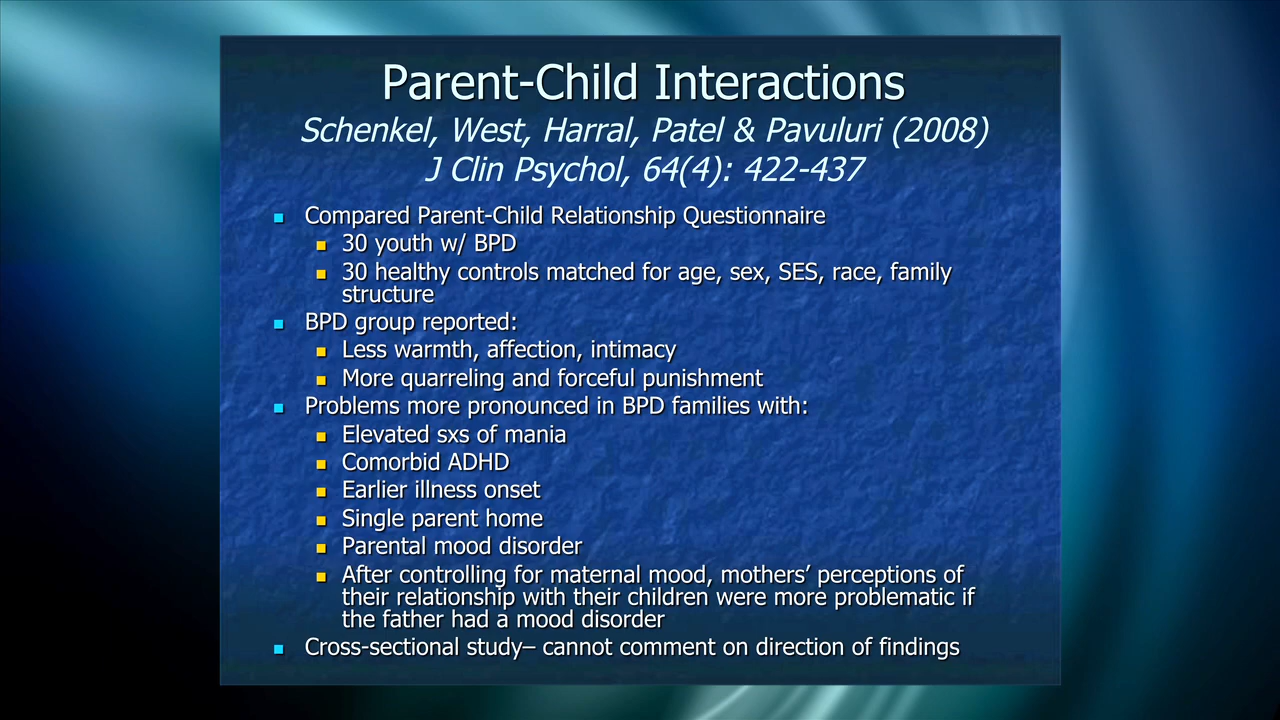 Parent-Child Interactions
Schenkel, West, Harral, Patel & Pavuluri (2008)
J Clin Psychol, 64(4): 422-437
Compared Parent-Child Relationship Questionnaire
30 youth w/ BPD
30 healthy controls matched for age, sex, SES, race, family
structure
BPD group reported:
Less warmth, affection, intimacy
More quarreling and forceful punishment
Problems more pronounced in BPD families with:
Elevated sxs of mania
Comorbid ADHD
Earlier illness onset
Single parent home
Parental mood disorder
After controlling for maternal mood, mothers’ perceptions of
their relationship with their children were more problematic if
the father had a mood disorder
Cross-sectional study– cannot comment on direction of findings